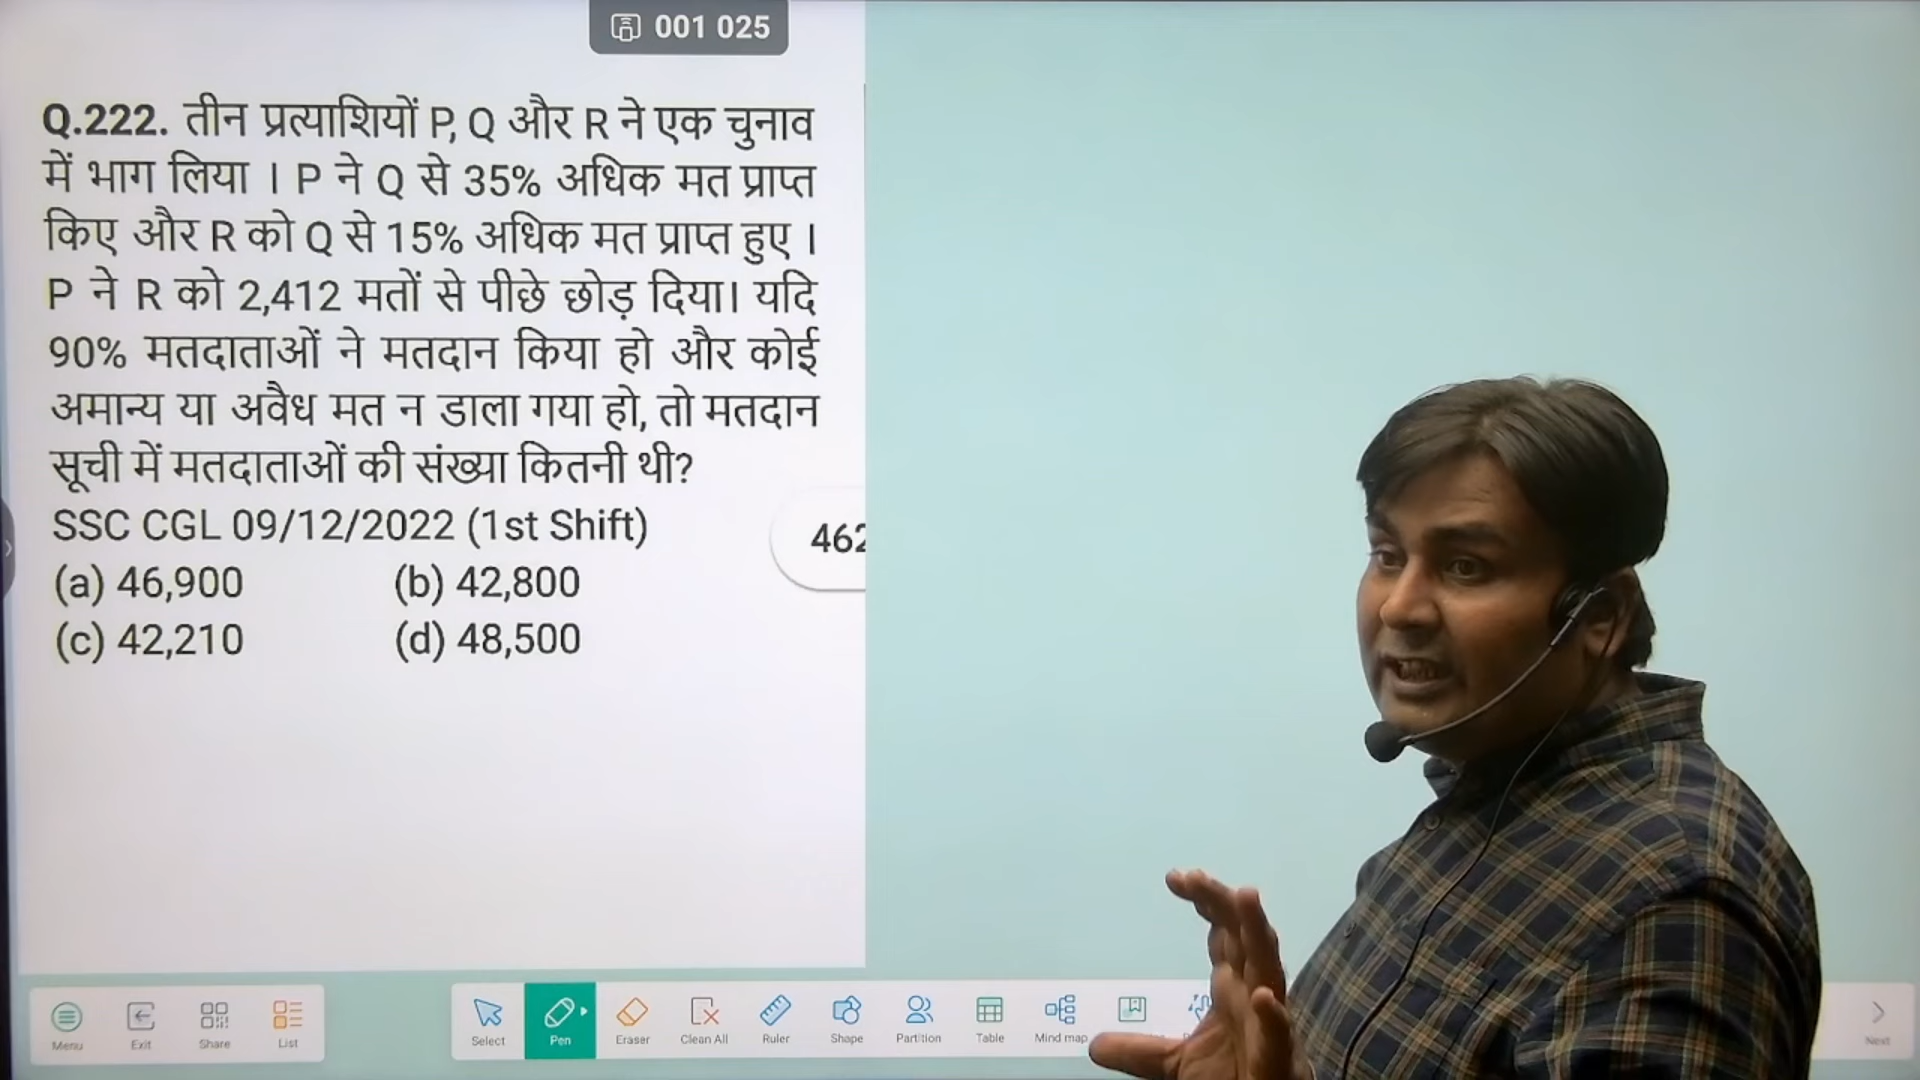 001 025
Q.222. तीन प्रत्याशियों P, Q और R ने एक चुनाव
में भाग लिया । P ने Q से 35% अधिक मत प्राप्त
किए और R को Q से 15% अधिक मत प्राप्त हुए ।
P ने R को 2,412 मतों से पीछे छोड़ दिया। यदि
90% मतदाताओं ने मतदान किया हो और कोई
अमान्य या अवैध मत न डाला गया हो, तो मतदान
सूची में मतदाताओं की संख्या कितनी थी?
SSC CGL 09/12/2022 (1st Shift)
462
(a) 46,900 (b) 42,800
(c) 42,210 (d) 48,500
Menu Exit Share List Select Pen Eraser Clean All Ruler Shape Partition Table Mind map Next